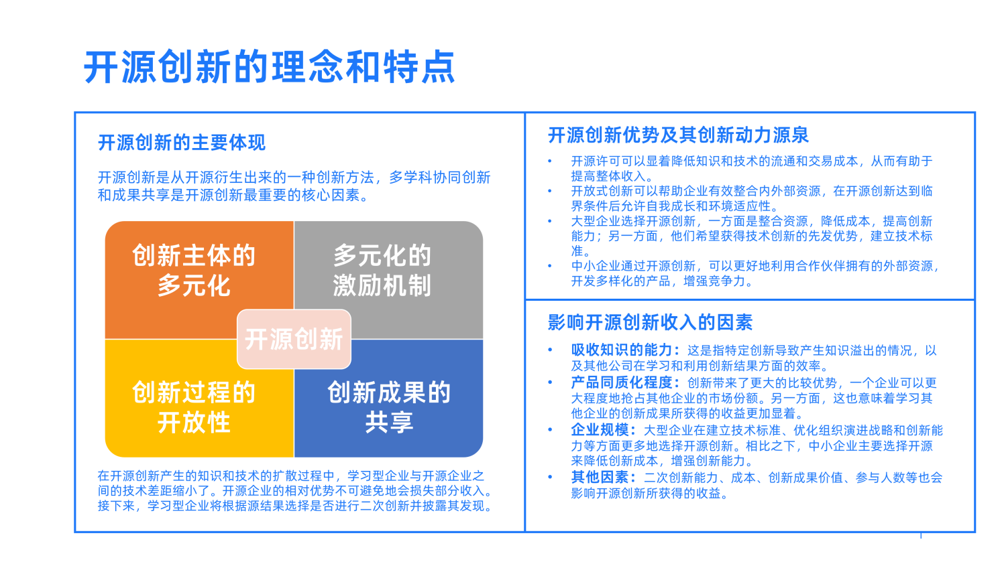 开源创新的理念和特点
开源创新的主要体现
开源创新是从开源衍生出来的一种创新方法，多学科协同创新
和成果共享是开源创新最重要的核心因素。
创新主体的
多元化
多元化的
激励机制
开源创新
创新过程的
开放性
创新成果的
共享
在开源创新产生的知识和技术的扩散过程中，学习型企业与开源企业之
间的技术差距缩小了。开源企业的相对优势不可避免地会损失部分收入。
接下来，学习型企业将根据源结果选择是否进行二次创新并披露其发现。
开源创新优势及其创新动力源泉
• 开源许可可以显着降低知识和技术的流通和交易成本，从而有助于
提高整体收入。
• 开放式创新可以帮助企业有效整合内外部资源，在开源创新达到临
界条件后允许自我成长和环境适应性。
• 大型企业选择开源创新，一方面是整合资源，降低成本，提高创新
能力；另一方面，他们希望获得技术创新的先发优势，建立技术标
准。
• 中小企业通过开源创新，可以更好地利用合作伙伴拥有的外部资源，
开发多样化的产品，增强竞争力。
影响开源创新收入的因素
• 吸收知识的能力：这是指特定创新导致产生知识溢出的情况，以
及其他公司在学习和利用创新结果方面的效率。
• 产品同质化程度：创新带来了更大的比较优势，一个企业可以更
大程度地抢占其他企业的市场份额。另一方面，这也意味着学习其
他企业的创新成果所获得的收益更加显着。
• 企业规模：大型企业在建立技术标准、优化组织演进战略和创新能
力等方面更多地选择开源创新。相比之下，中小企业主要选择开源
来降低创新成本，增强创新能力。
• 其他因素：二次创新能力、成本、创新成果价值、参与人数等也会
影响开源创新所获得的收益。